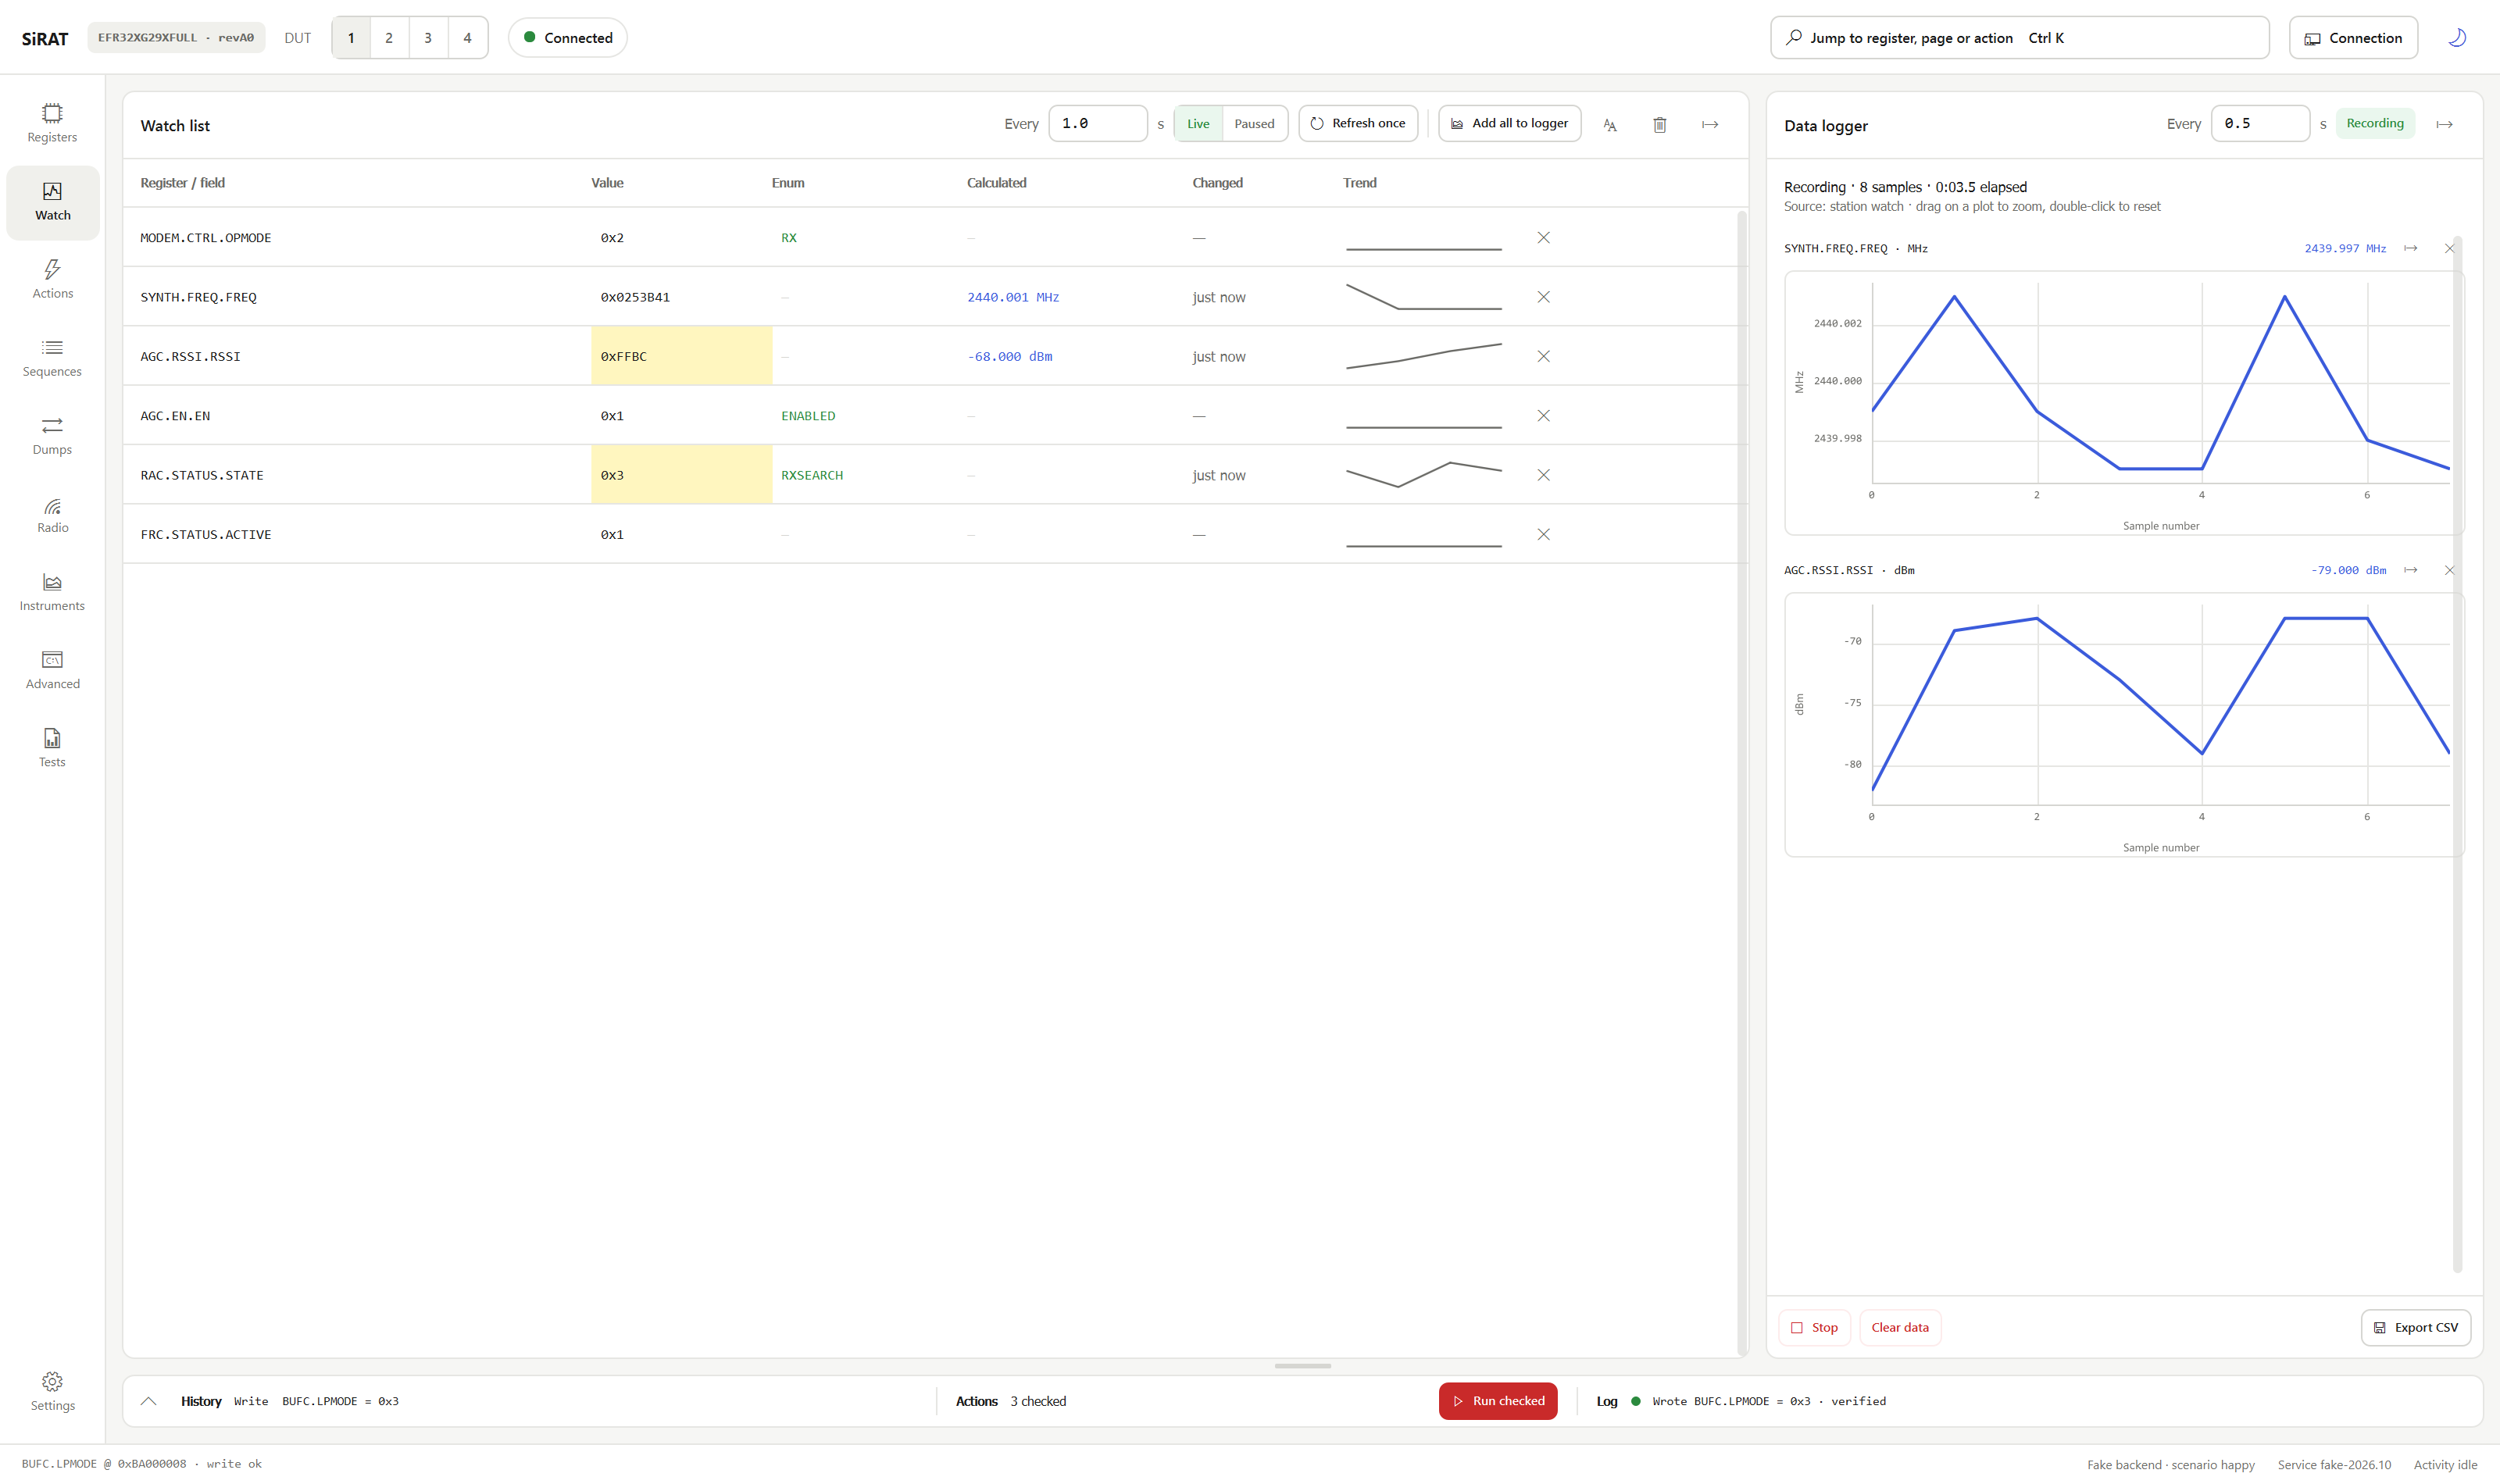 SiRAT EFR32XG29XFULL · revA0 DUT 1 2 3 4 Connected Jump to register, page or action Ctrl K Connection
Registers
Watch
Actions
Sequences
Dumps
Radio
Instruments
C:\
Advanced
Tests
Settings
Watch list Every 1.0 s Live Paused Refresh once Add all to logger
Register / field Value Enum Calculated Changed Trend
MODEM.CTRL.OPMODE 0x2 RX — —
SYNTH.FREQ.FREQ 0x0253B41 — 2440.001 MHz just now
AGC.RSSI.RSSI 0xFFBC — -68.000 dBm just now
AGC.EN.EN 0x1 ENABLED — —
RAC.STATUS.STATE 0x3 RXSEARCH — just now
FRC.STATUS.ACTIVE 0x1 — — —
Data logger Every 0.5 s Recording
Recording · 8 samples · 0:03.5 elapsed
Source: station watch · drag on a plot to zoom, double-click to reset
SYNTH.FREQ.FREQ · MHz 2439.997 MHz
2440.002
2440.000
2439.998
MHz
0 2 4 6
Sample number
AGC.RSSI.RSSI · dBm -79.000 dBm
-70
-75
-80
dBm
0 2 4 6
Sample number
Stop Clear data Export CSV
History Write BUFC.LPMODE = 0x3 Actions 3 checked Run checked Log Wrote BUFC.LPMODE = 0x3 · verified
BUFC.LPMODE @ 0xBA000008 · write ok Fake backend · scenario happy Service fake-2026.10 Activity idle